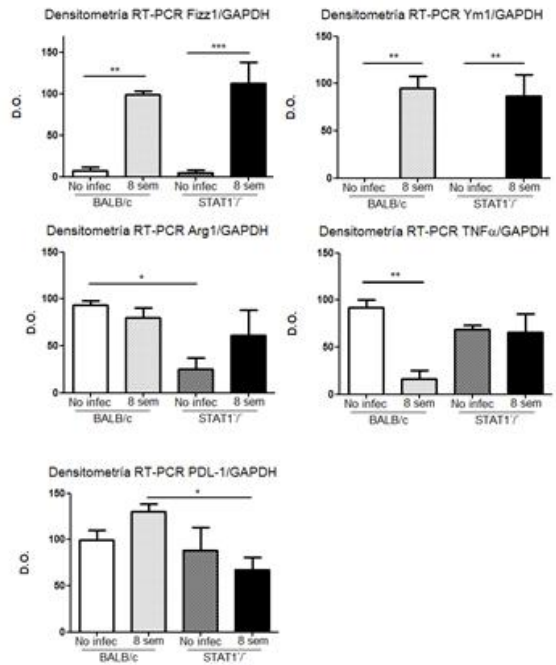 Densitometría RT-PCR Fizz1/GAPDH
150
***
**
100
D.O.
50
0
No infec 8 sem No infec 8 sem
BALB/c STAT1⁻/⁻
Densitometría RT-PCR Ym1/GAPDH
150
** **
100
D.O.
50
0
No infec 8 sem No infec 8 sem
BALB/c STAT1⁻/⁻
Densitometría RT-PCR Arg1/GAPDH
150
*
100
D.O.
50
0
No infec 8 sem No infec 8 sem
BALB/c STAT1⁻/⁻
Densitometría RT-PCR TNFα/GAPDH
150
**
100
D.O.
50
0
No infec 8 sem No infec 8 sem
BALB/c STAT1⁻/⁻
Densitometría RT-PCR PDL-1/GAPDH
150
*
100
D.O.
50
0
No infec 8 sem No infec 8 sem
BALB/c STAT1⁻/⁻